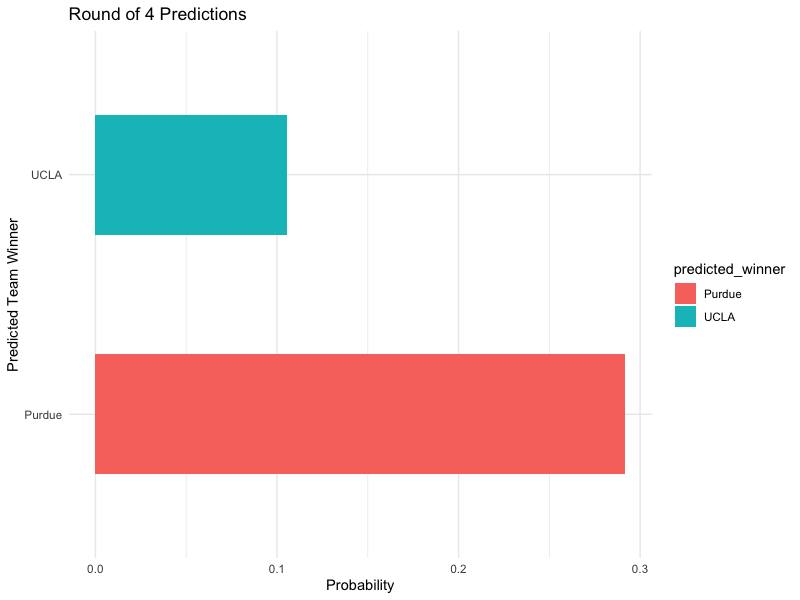 Round of 4 Predictions
Predicted Team Winner
UCLA
Purdue
0.0
0.1
0.2
0.3
Probability
predicted_winner
Purdue
UCLA